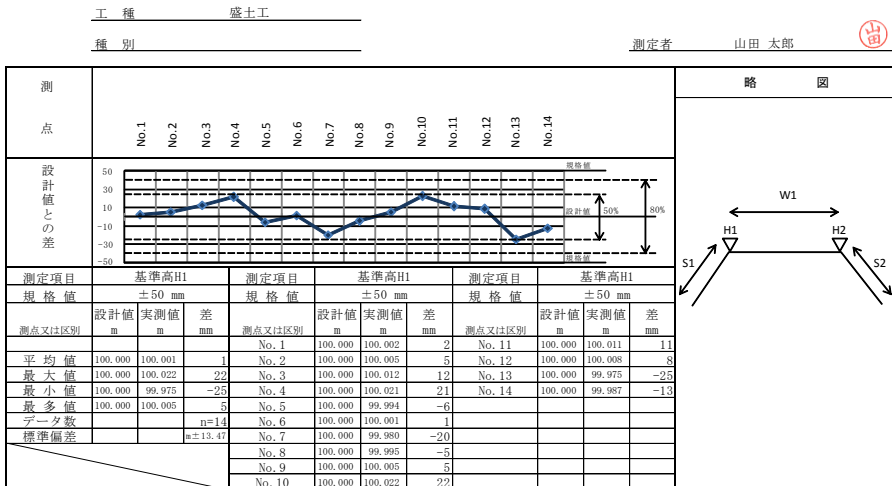 工 種 盛土工
種 別
測定者 山田 太郎 山田
測点 No.1 No.2 No.3 No.4 No.5 No.6 No.7 No.8 No.9 No.10 No.11 No.12 No.13 No.14
略 図
設計値との差
50
30
10
−10
−30
−50
規格値
設計値 50% 80%
規格値
W1
H1 H2
S1 S2
測定項目 基準高H1 測定項目 基準高H1 測定項目 基準高H1
規 格 値 ±50 mm 規 格 値 ±50 mm 規 格 値 ±50 mm
測点又は区別 設計値 m 実測値 m 差 mm 測点又は区別 設計値 m 実測値 m 差 mm 測点又は区別 設計値 m 実測値 m 差 mm
No.1 100.000 100.002 2 No.11 100.000 100.011 11
平 均 値 100.000 100.001 1 No.2 100.000 100.005 5 No.12 100.000 100.008 8
最 大 値 100.000 100.022 22 No.3 100.000 100.012 12 No.13 100.000 99.975 −25
最 小 値 100.000 99.975 −25 No.4 100.000 100.021 21 No.14 100.000 99.987 −13
最 多 値 100.000 100.005 5 No.5 100.000 99.994 −6
データ数 n=14 No.6 100.000 100.001 1
標準偏差 m±13.47 No.7 100.000 99.980 −20
No.8 100.000 99.995 −5
No.9 100.000 100.005 5
No.10 100.000 100.022 22